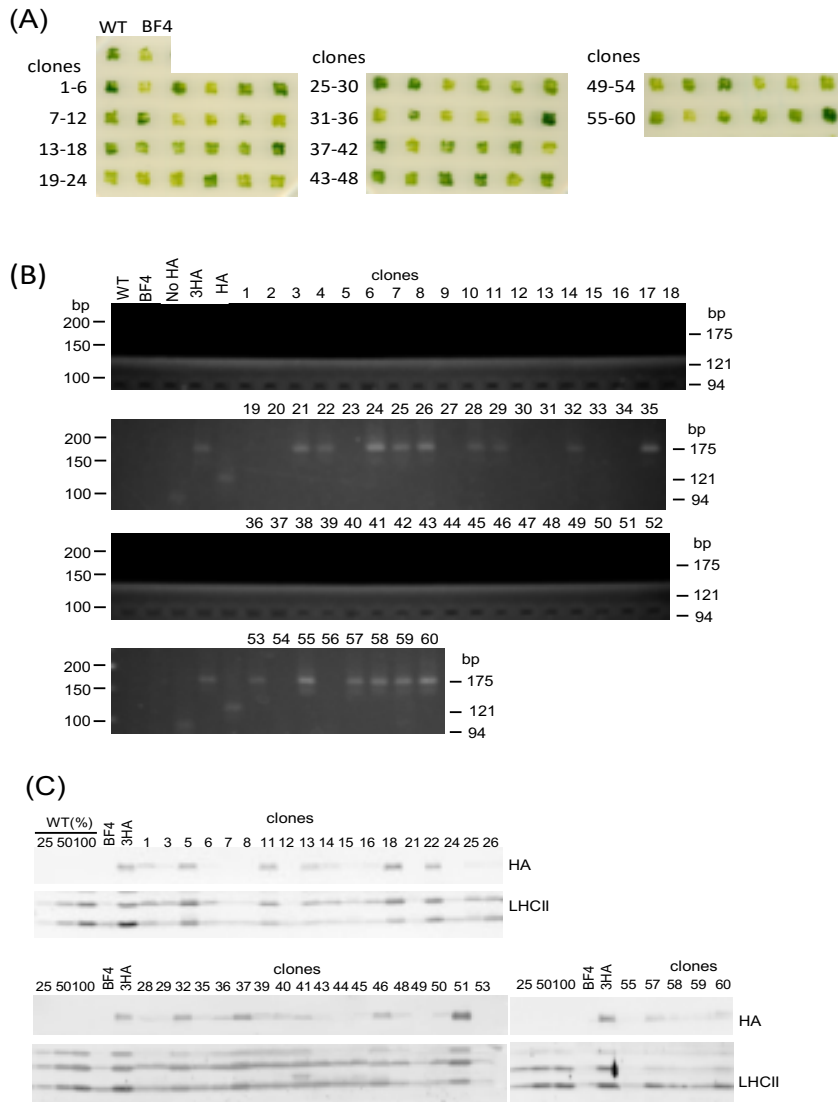 (A)
WT BF4
clones
1-6
7-12
13-18
19-24
25-30
31-36
37-42
43-48
49-54
55-60
(B)
WT BF4 No HA 3HA HA clones
1 2 3 4 5 6 7 8 9 10 11 12 13 14 15 16 17 18
bp bp
200 175
150 121
100 94
19 20 21 22 23 24 25 26 27 28 29 30 31 32 33 34 35
bp
200 175
150 121
100 94
36 37 38 39 40 41 42 43 44 45 46 47 48 49 50 51 52
bp
200 175
150 121
100 94
53 54 55 56 57 58 59 60
bp
200 175
150 121
100 94
(C)
WT(%) BF4 3HA clones
25 50 100 1 3 5 6 7 8 11 12 13 14 15 16 18 21 22 24 25 26
HA
LHCII
BF4 3HA clones
25 50 100 28 29 32 35 36 37 39 40 41 43 44 45 46 48 49 50 51 53
BF4 3HA clones
25 50 100 55 57 58 59 60
HA
LHCII